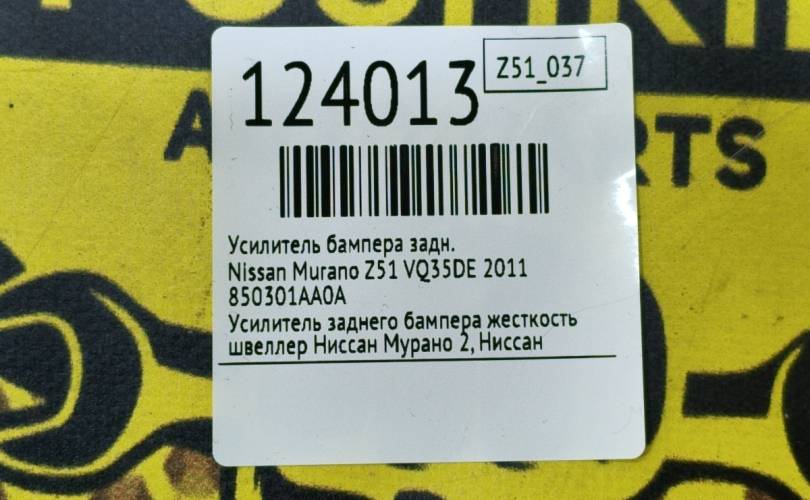 124013
Z51_037
Усилитель бампера задн.
Nissan Murano Z51 VQ35DE 2011
850301AA0A
Усилитель заднего бампера жесткость
швеллер Ниссан Мурано 2, Ниссан